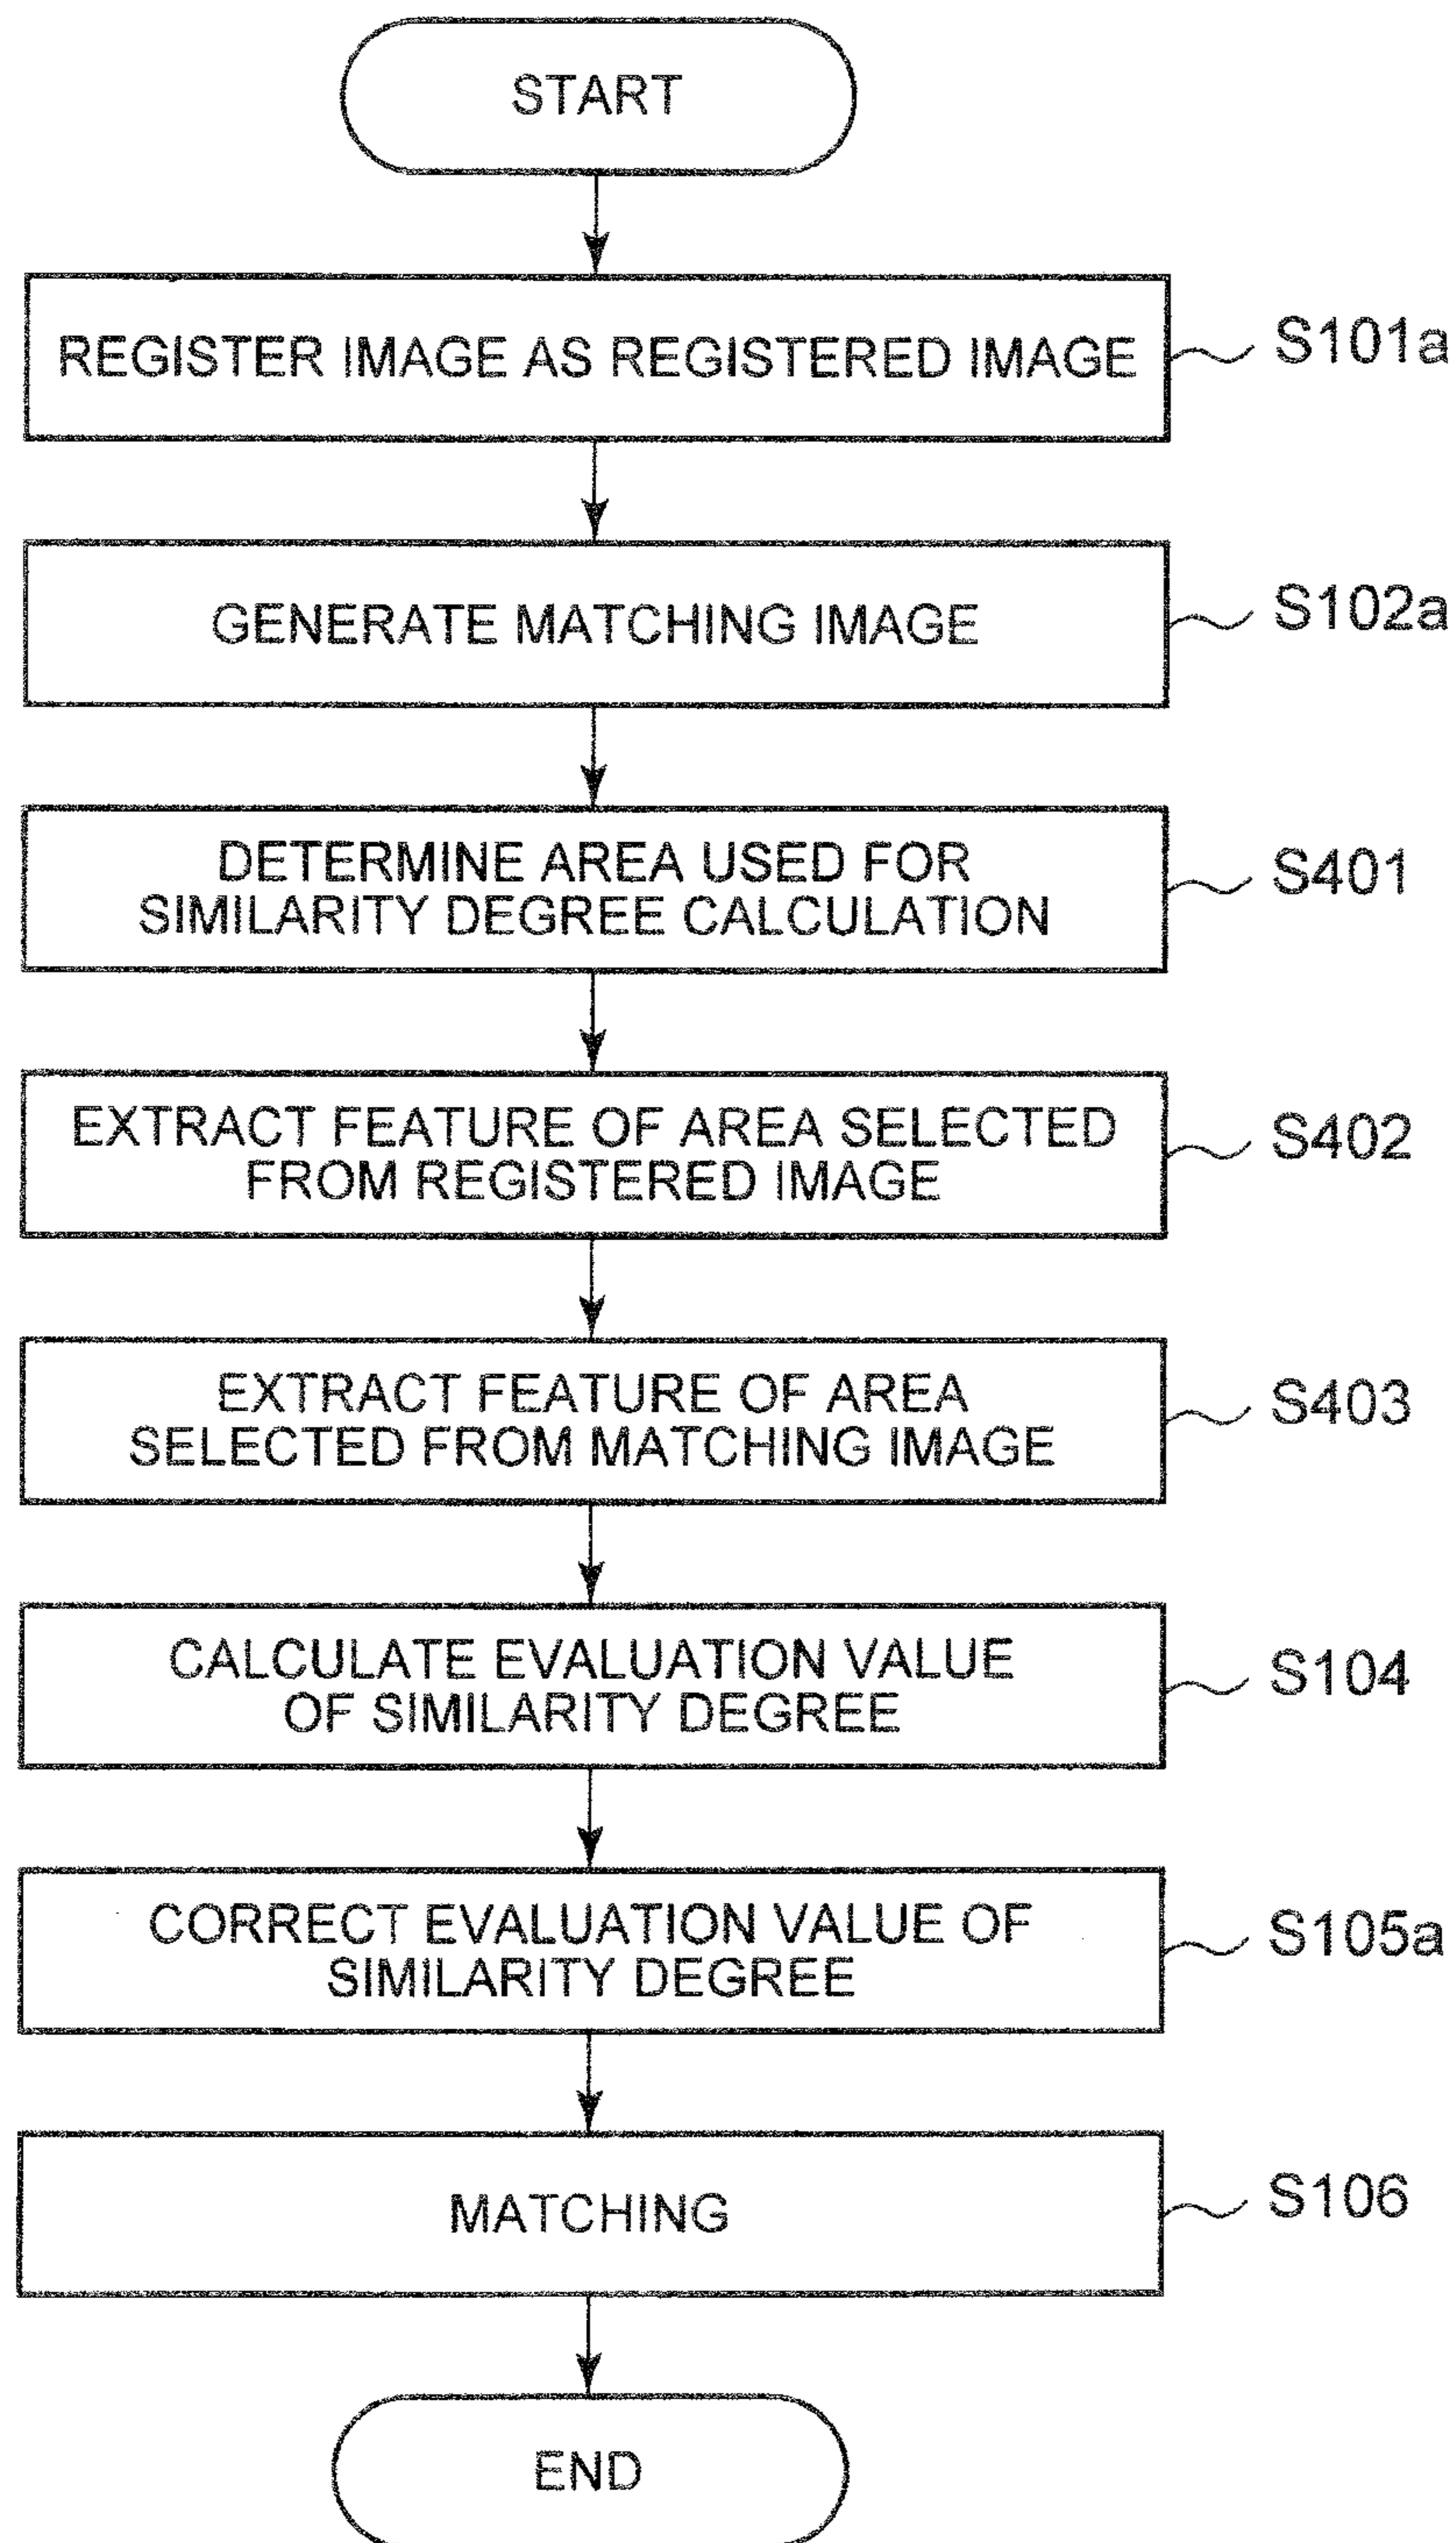 START
REGISTER IMAGE AS REGISTERED IMAGE
S101a
GENERATE MATCHING IMAGE
S102a
DETERMINE AREA USED FOR
SIMILARITY DEGREE CALCULATION
S401
EXTRACT FEATURE OF AREA SELECTED
FROM REGISTERED IMAGE
S402
EXTRACT FEATURE OF AREA
SELECTED FROM MATCHING IMAGE
S403
CALCULATE EVALUATION VALUE
OF SIMILARITY DEGREE
S104
CORRECT EVALUATION VALUE OF
SIMILARITY DEGREE
S105a
MATCHING
S106
END